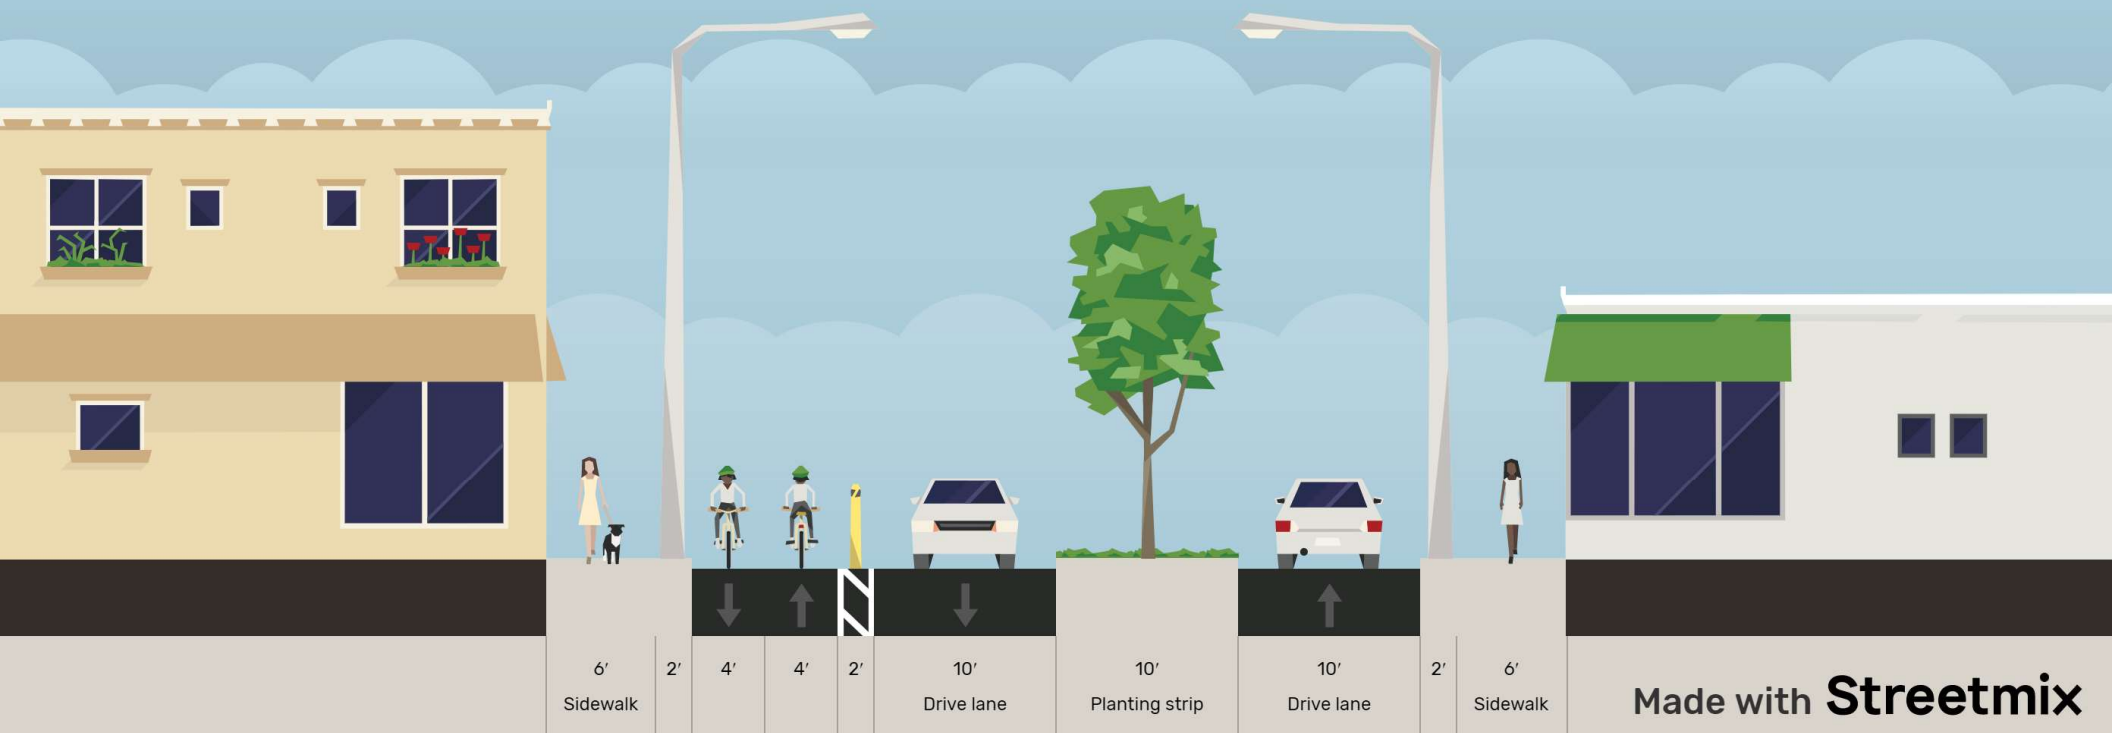 6′ 2′ 4′ 4′ 2′ 10′ 10′ 10′ 2′ 6′
Sidewalk Drive lane Planting strip Drive lane Sidewalk
Made with Streetmix